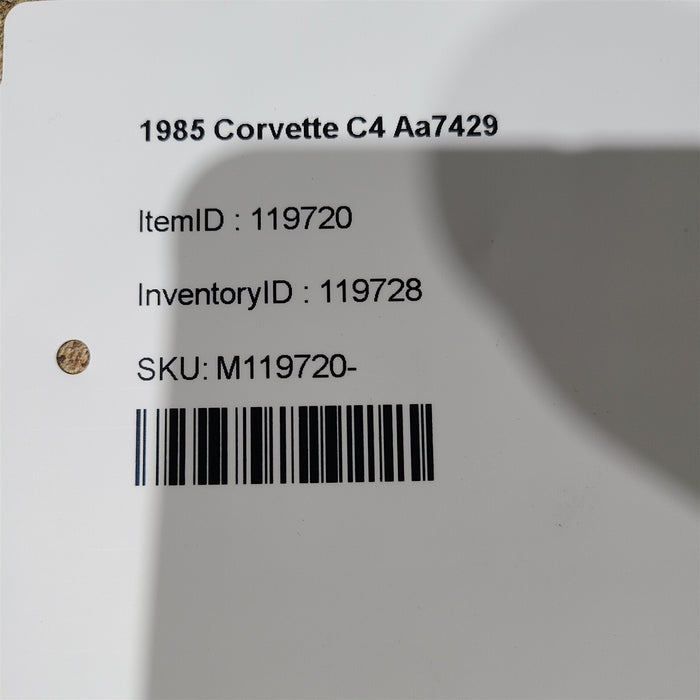 1985 Corvette C4 Aa7429
ItemID : 119720
InventoryID : 119728
SKU: M119720-